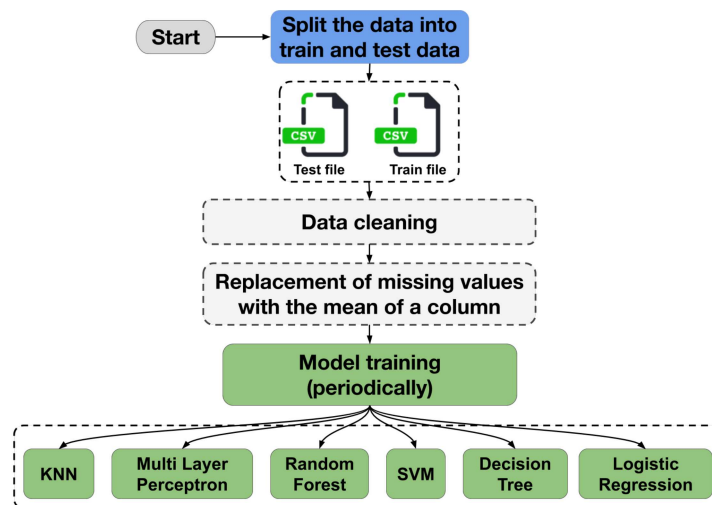 Start
Split the data into
train and test data
CSV
CSV
Test file
Train file
Data cleaning
Replacement of missing values
with the mean of a column
Model training
(periodically)
KNN
Multi Layer
Perceptron
Random
Forest
SVM
Decision
Tree
Logistic
Regression